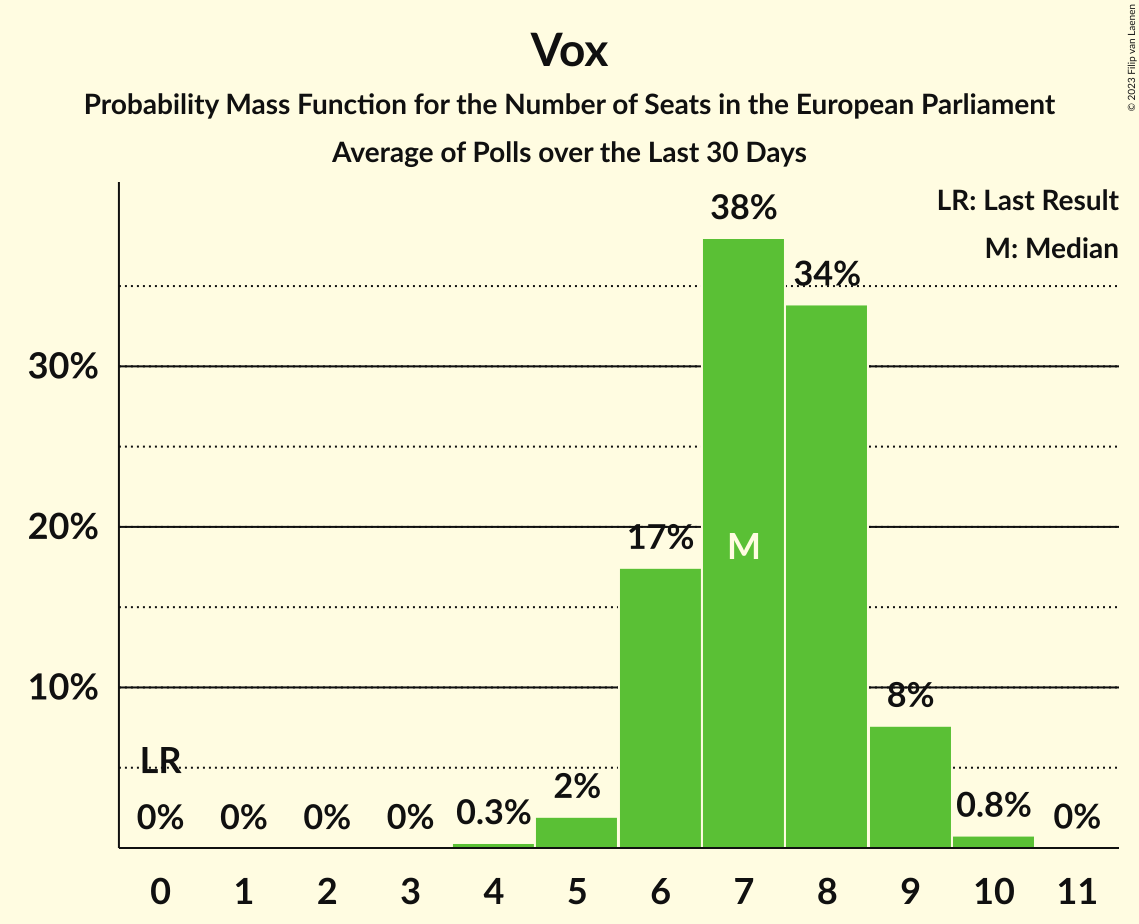 Vox
Probability Mass Function for the Number of Seats in the European Parliament
Average of Polls over the Last 30 Days
© 2023 Filip van Laenen
LR: Last Result
M: Median
38%
34%
30%
20%
17%
M
10%
8%
LR
2%
0% 0% 0% 0% 0.3% 0.8% 0%
0 1 2 3 4 5 6 7 8 9 10 11